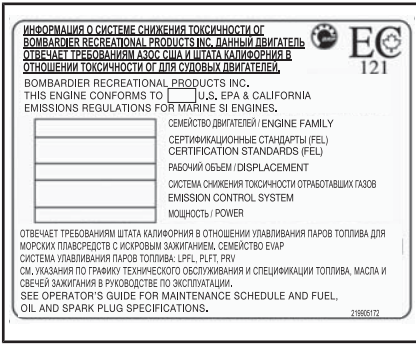 ИНФОРМАЦИЯ О СИСТЕМЕ СНИЖЕНИЯ ТОКСИЧНОСТИ ОГ
BOMBARDIER RECREATIONAL PRODUCTS INC. ДАННЫЙ ДВИГАТЕЛЬ
ОТВЕЧАЕТ ТРЕБОВАНИЯМ АЗОС США И ШТАТА КАЛИФОРНИЯ В
ОТНОШЕНИИ ТОКСИЧНОСТИ ОГ ДЛЯ СУДОВЫХ ДВИГАТЕЛЕЙ.
EC
121
BOMBARDIER RECREATIONAL PRODUCTS INC.
THIS ENGINE CONFORMS TO U.S. EPA & CALIFORNIA
EMISSIONS REGULATIONS FOR MARINE SI ENGINES.
СЕМЕЙСТВО ДВИГАТЕЛЕЙ / ENGINE FAMILY
СЕРТИФИКАЦИОННЫЕ СТАНДАРТЫ (FEL)
CERTIFICATION STANDARDS (FEL)
РАБОЧИЙ ОБЪЕМ / DISPLACEMENT
СИСТЕМА СНИЖЕНИЯ ТОКСИЧНОСТИ ОТРАБОТАВШИХ ГАЗОВ
EMISSION CONTROL SYSTEM
МОЩНОСТЬ / POWER
ОТВЕЧАЕТ ТРЕБОВАНИЯМ ШТАТА КАЛИФОРНИЯ В ОТНОШЕНИИ УЛАВЛИВАНИЯ ПАРОВ ТОПЛИВА ДЛЯ
МОРСКИХ ПЛАВСРЕДСТВ С ИСКРОВЫМ ЗАЖИГАНИЕМ. СЕМЕЙСТВО EVAP
СИСТЕМА УЛАВЛИВАНИЯ ПАРОВ ТОПЛИВА: LPFL, PLFT, PRV
СМ. УКАЗАНИЯ ПО ГРАФИКУ ТЕХНИЧЕСКОГО ОБСЛУЖИВАНИЯ И СПЕЦИФИКАЦИИ ТОПЛИВА, МАСЛА И
СВЕЧЕЙ ЗАЖИГАНИЯ В РУКОВОДСТВЕ ПО ЭКСПЛУАТАЦИИ.
SEE OPERATOR'S GUIDE FOR MAINTENANCE SCHEDULE AND FUEL,
OIL AND SPARK PLUG SPECIFICATIONS.
219905172